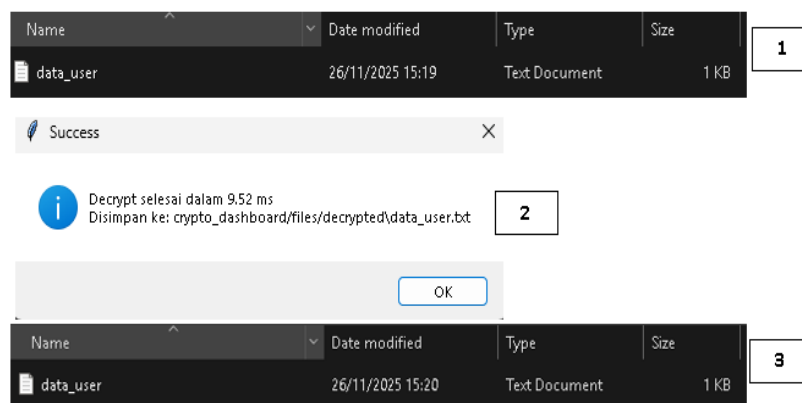 Name Date modified Type Size
data_user 26/11/2025 15:19 Text Document 1 KB
1
Success
Decrypt selesai dalam 9.52 ms
Disimpan ke: crypto_dashboard/files/decrypted\data_user.txt
2
OK
Name Date modified Type Size
data_user 26/11/2025 15:20 Text Document 1 KB
3